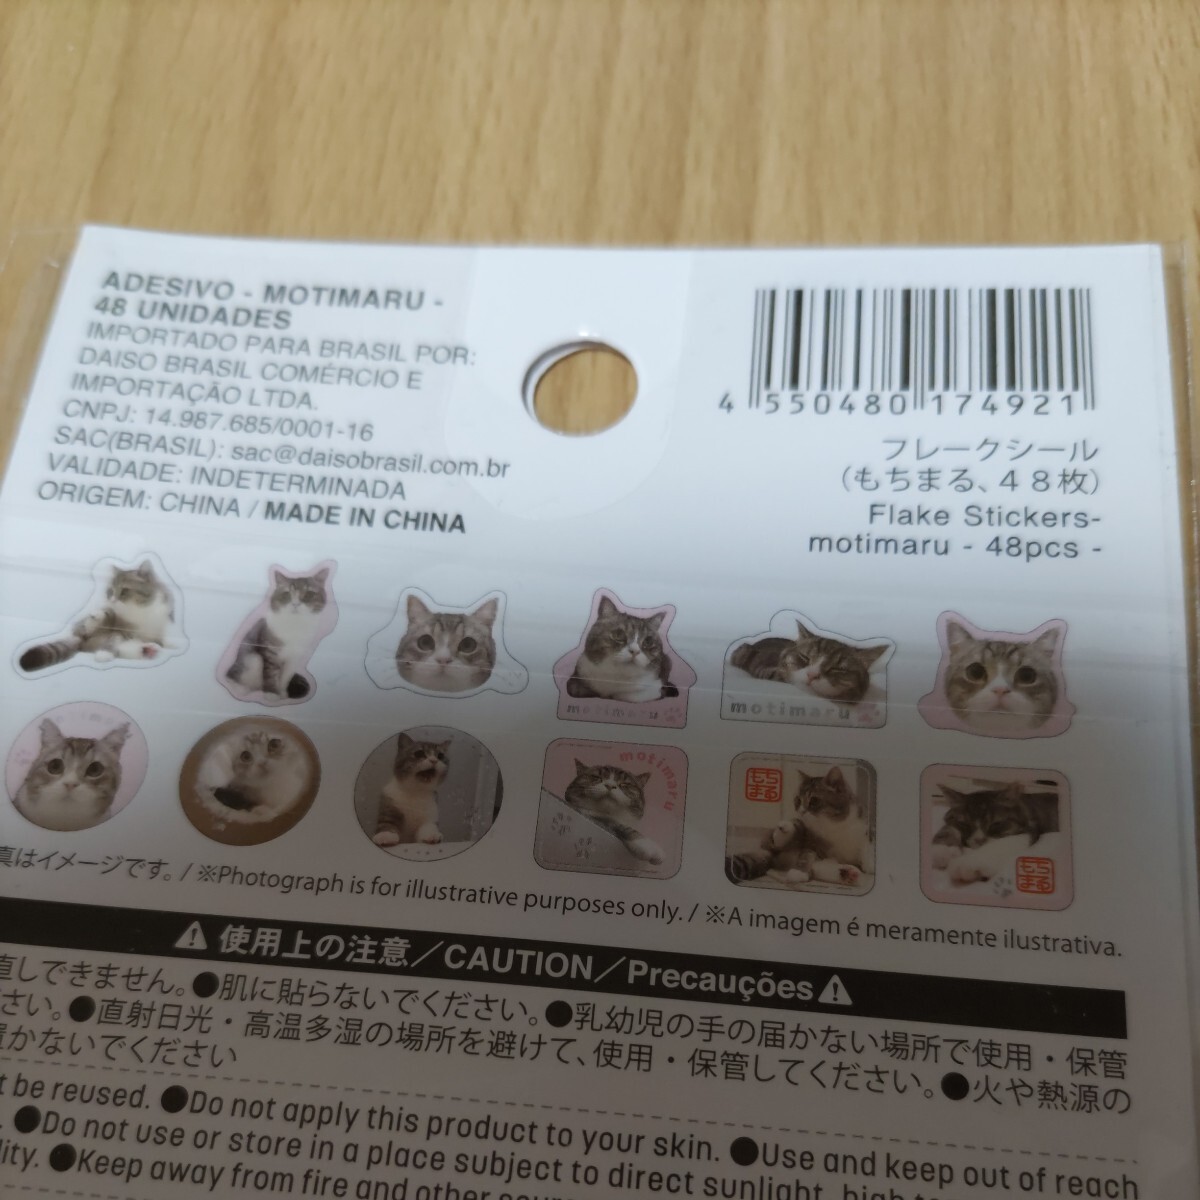 ADESIVO - MOTIMARU -
48 UNIDADES
IMPORTADO PARA BRASIL POR:
DAISO BRASIL COMÉRCIO E
IMPORTAÇÃO LTDA.
CNPJ: 14.987.685/0001-16
SAC(BRASIL): sac@daisobrasil.com.br
VALIDADE: INDETERMINADA
ORIGEM: CHINA / MADE IN CHINA
4 550480 174921
フレークシール
(もちまる、48枚)
Flake Stickers-
motimaru - 48pcs -
motimaru
motimaru
motimaru
もちまる
もちまる
真はイメージです。 / ※Photograph is for illustrative purposes only. / ※A imagem é meramente ilustrativa.
⚠ 使用上の注意／CAUTION／Precauções⚠
直しできません。●肌に貼らないでください。●乳幼児の手の届かない場所で使用・保管
ださい。●直射日光・高温多湿の場所を避けて、使用・保管してください。●火や熱源の
置かないでください
be reused. ●Do not apply this product to your skin. ●Use and keep out of reach
●Do not use or store in a place subject to direct sunlight, high
●Keep away from fire and other